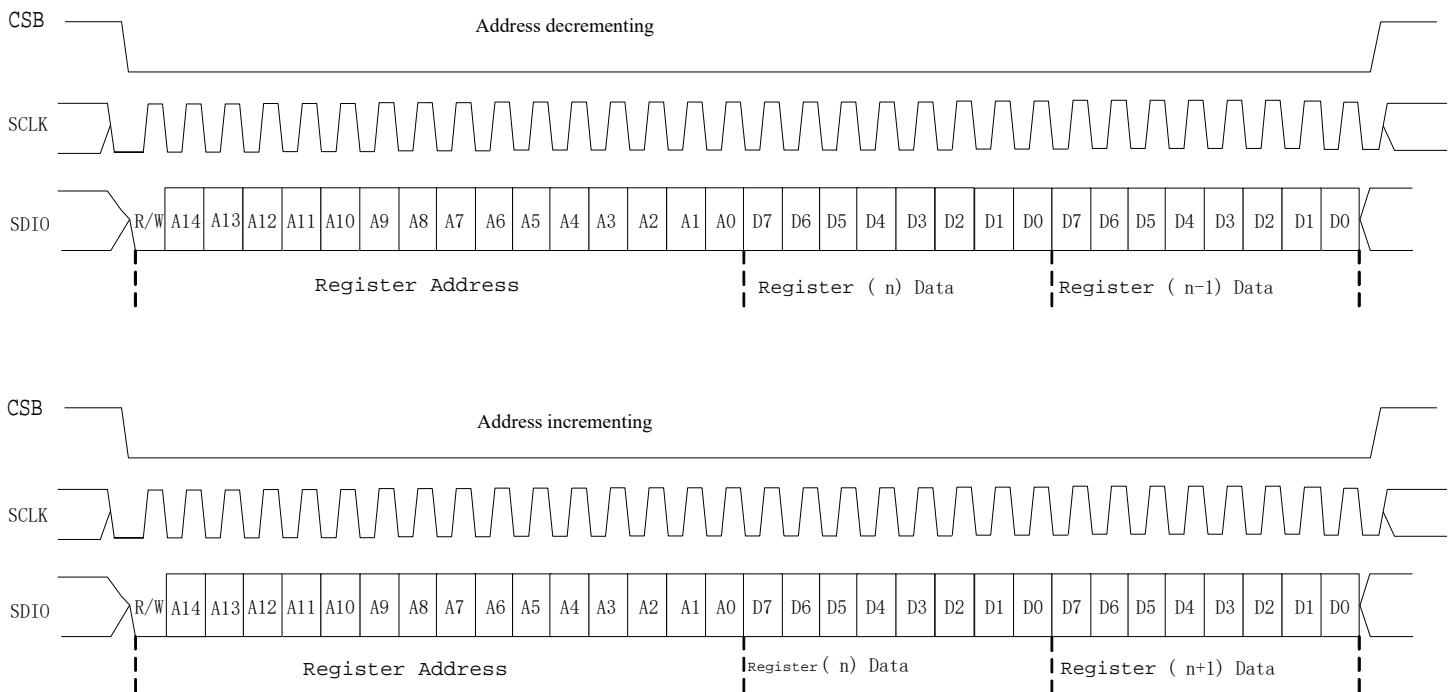 CSB
Address decrementing
SCLK
SDIO R/W A14 A13 A12 A11 A10 A9 A8 A7 A6 A5 A4 A3 A2 A1 A0 D7 D6 D5 D4 D3 D2 D1 D0 D7 D6 D5 D4 D3 D2 D1 D0
Register Address Register ( n) Data Register ( n-1) Data
CSB
Address incrementing
SCLK
SDIO R/W A14 A13 A12 A11 A10 A9 A8 A7 A6 A5 A4 A3 A2 A1 A0 D7 D6 D5 D4 D3 D2 D1 D0 D7 D6 D5 D4 D3 D2 D1 D0
Register Address Register ( n) Data Register ( n+1) Data